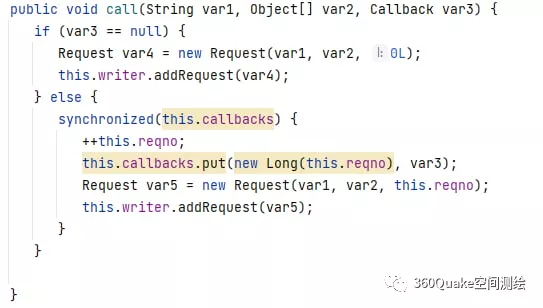 public void call(String var1, Object[] var2, Callback var3) {
    if (var3 == null) {
        Request var4 = new Request(var1, var2, l: 0L);
        this.writer.addRequest(var4);
    } else {
        synchronized(this.callbacks) {
            ++this.reqno;
            this.callbacks.put(new Long(this.reqno), var3);
            Request var5 = new Request(var1, var2, this.reqno);
            this.writer.addRequest(var5);
        }
    }
}
360Quake空间测绘